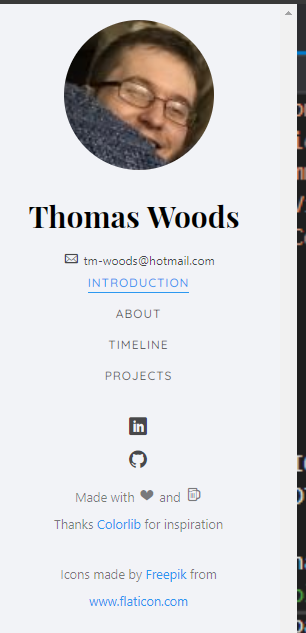 Thomas Woods
tm-woods@hotmail.com
INTRODUCTION
ABOUT
TIMELINE
PROJECTS
in
Made with and
Thanks Colorlib for inspiration
Icons made by Freepik from
www.flaticon.com